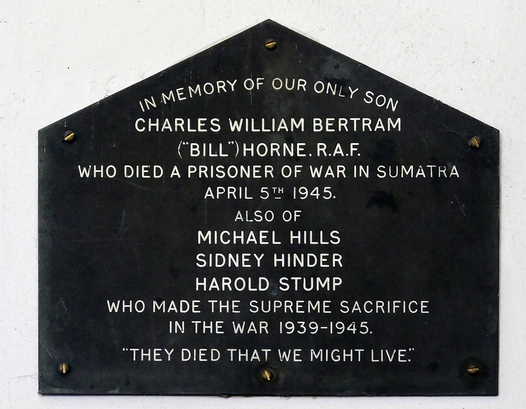 IN MEMORY OF OUR ONLY SON
CHARLES WILLIAM BERTRAM
("BILL") HORNE. R.A.F.
WHO DIED A PRISONER OF WAR IN SUMATRA
APRIL 5TH 1945.
ALSO OF
MICHAEL HILLS
SIDNEY HINDER
HAROLD STUMP
WHO MADE THE SUPREME SACRIFICE
IN THE WAR 1939-1945.
"THEY DIED THAT WE MIGHT LIVE."